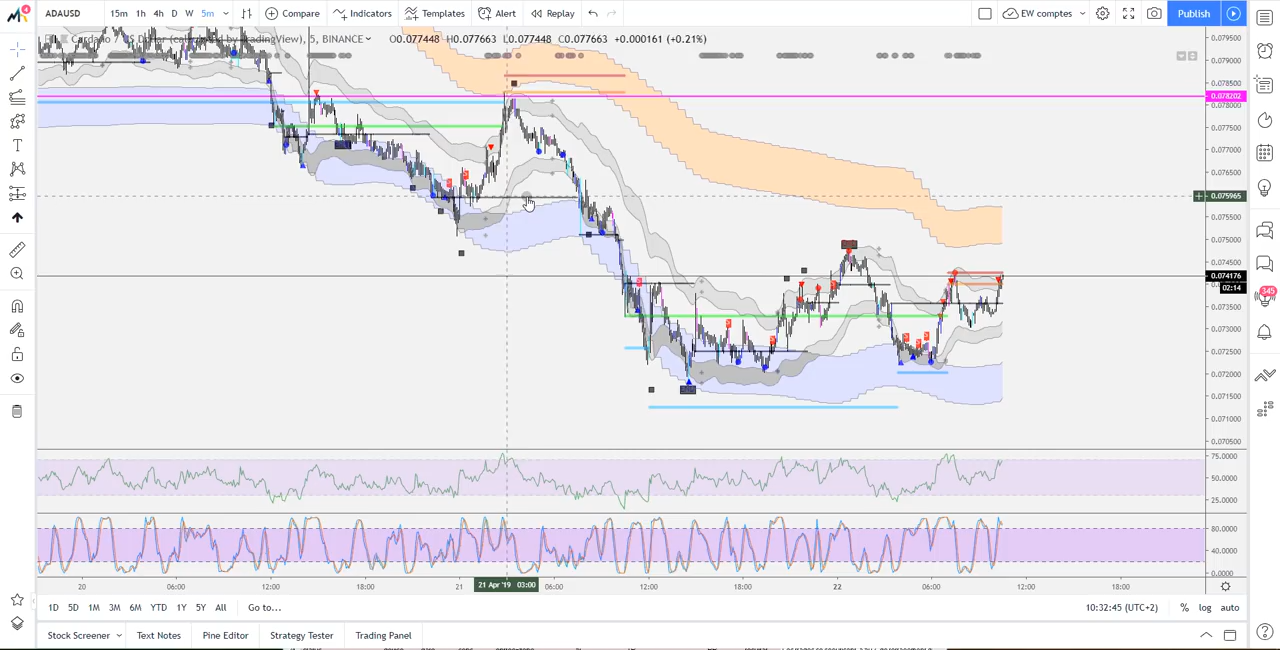 4
ADAUSD
15m 1h 4h D W 5m
Compare
Indicators
Templates
Alert
Replay
EW comptes
Publish
Cardano / US Dollar (calculated by TradingView), 5, BINANCE
O0.077448 H0.077663 L0.077448 C0.077663 +0.000161 (+0.21%)
0.079500
0.079000
0.078500
0.078202
0.078000
0.077500
0.077000
0.076500
0.075965
0.075500
0.075000
0.074500
0.074176
02:14
0.073500
0.073000
0.072500
0.072000
0.071500
0.071000
0.070500
345
75.0000
50.0000
25.0000
80.0000
40.0000
0.0000
20 06:00 12:00 18:00 21 21 Apr '19 03:00 06:00 12:00 18:00 22 06:00 12:00 18:00
1D 5D 1M 3M 6M YTD 1Y 5Y All Go to...
10:32:45 (UTC+2) % log auto
Stock Screener Text Notes Pine Editor Strategy Tester Trading Panel